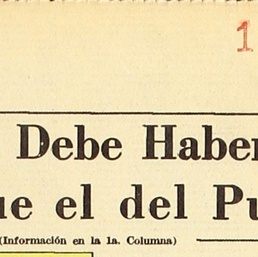 1
Debe Haber
ue el del Pu
(Información en la 1a. Columna)